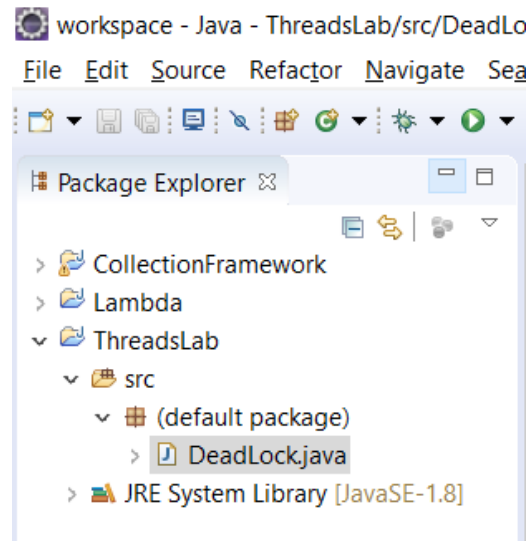 workspace - Java - ThreadsLab/src/DeadLo
File Edit Source Refactor Navigate Sea
Package Explorer
CollectionFramework
Lambda
ThreadsLab
src
(default package)
DeadLock.java
JRE System Library [JavaSE-1.8]